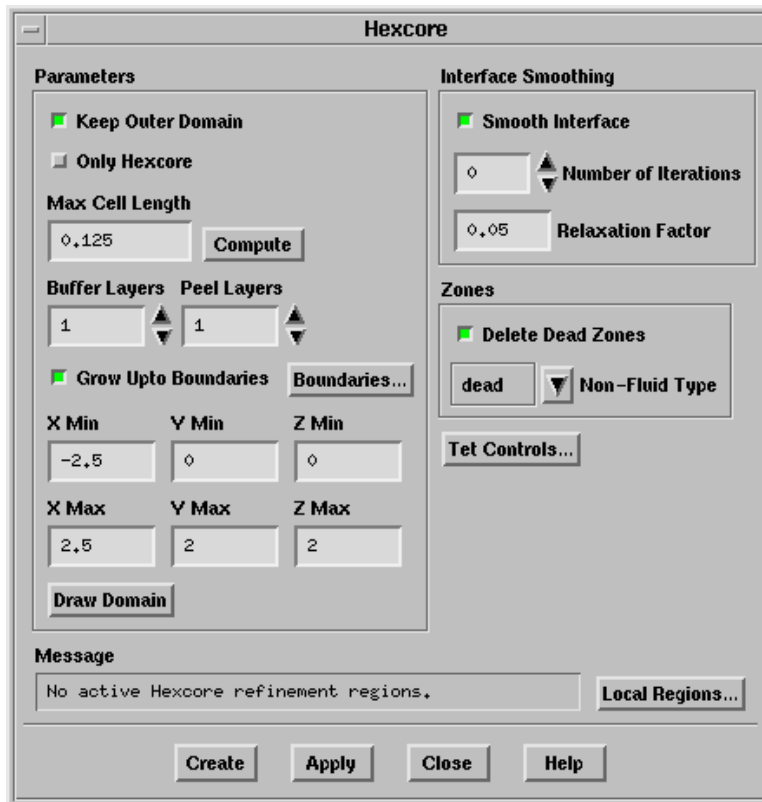 Hexcore
Parameters
Keep Outer Domain
Only Hexcore
Max Cell Length
0.125 Compute
Buffer Layers Peel Layers
1 1
Grow Upto Boundaries Boundaries...
X Min Y Min Z Min
-2.5 0 0
X Max Y Max Z Max
2.5 2 2
Draw Domain
Interface Smoothing
Smooth Interface
0 Number of Iterations
0.05 Relaxation Factor
Zones
Delete Dead Zones
dead Non-Fluid Type
Tet Controls...
Message
No active Hexcore refinement regions. Local Regions...
Create Apply Close Help